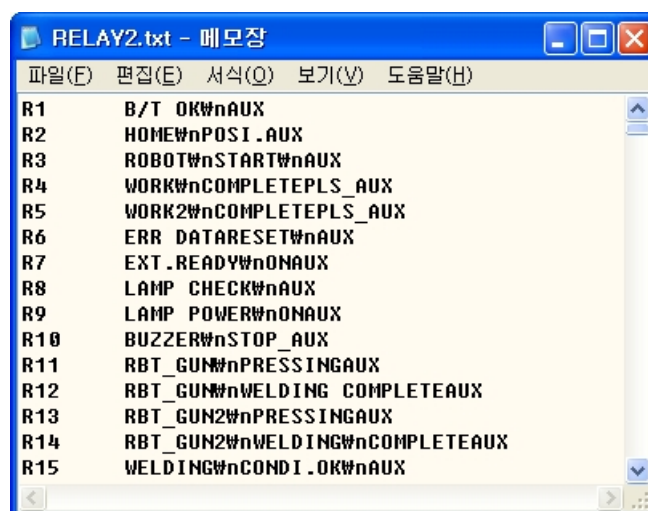 RELAY2.txt - 메모장
파일(F) 편집(E) 서식(O) 보기(V) 도움말(H)
R1 B/T OK₩nAUX
R2 HOME₩nPOSI.AUX
R3 ROBOT₩nSTART₩nAUX
R4 WORK₩nCOMPLETEPLS_AUX
R5 WORK2₩nCOMPLETEPLS_AUX
R6 ERR DATARESET₩nAUX
R7 EXT.READY₩nONAUX
R8 LAMP CHECK₩nAUX
R9 LAMP POWER₩nONAUX
R10 BUZZER₩nSTOP_AUX
R11 RBT_GUN₩nPRESSINGAUX
R12 RBT_GUN₩nWELDING COMPLETEAUX
R13 RBT_GUN2₩nPRESSINGAUX
R14 RBT_GUN2₩nWELDING₩nCOMPLETEAUX
R15 WELDING₩nCONDI.OK₩nAUX